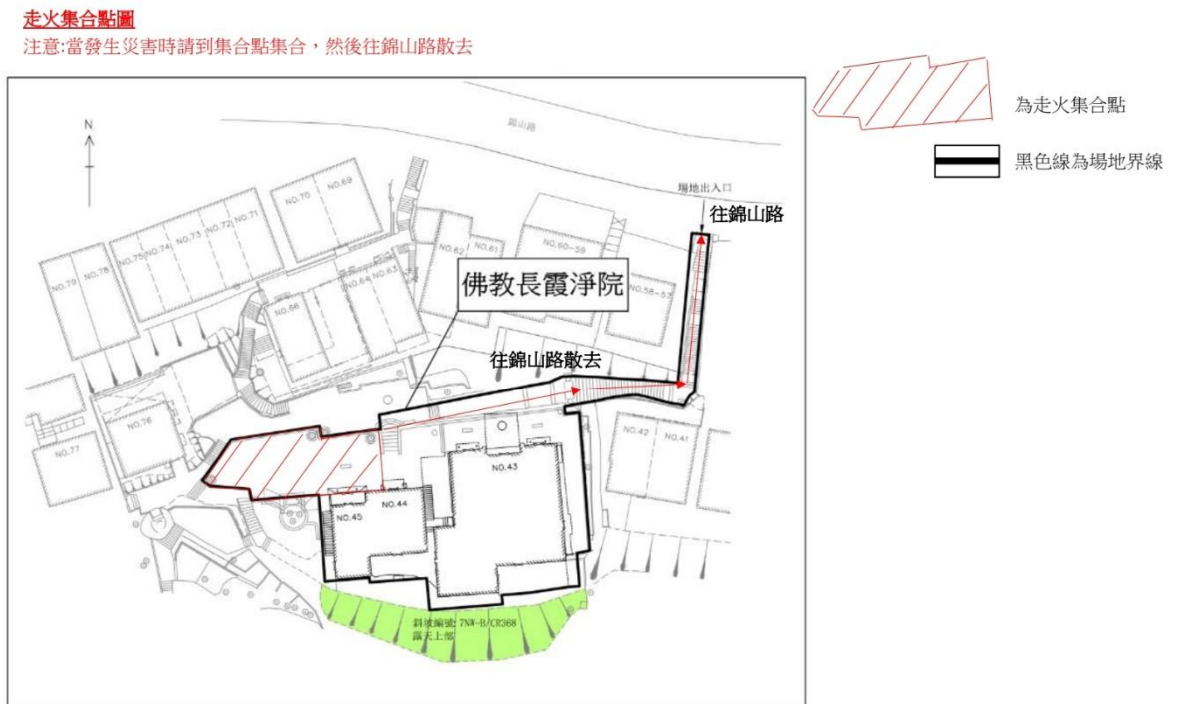 走火集合點圖
注意:當發生災害時請到集合點集合，然後往錦山路散去
為走火集合點
黑色線為場地界線
N
錦山路
場地出入口
往錦山路
NO.69
NO.70
NO.71
NO.72
NO.73
NO.74
NO.75
NO.78
NO.79
NO.62
NO.61
NO.60-59
NO.58-57
NO.64
NO.63
NO.66
佛教長霞淨院
往錦山路散去
NO.76
NO.77
NO.42
NO.41
NO.43
NO.44
NO.45
斜坡編號: 7NW-B/CR368
露天上部